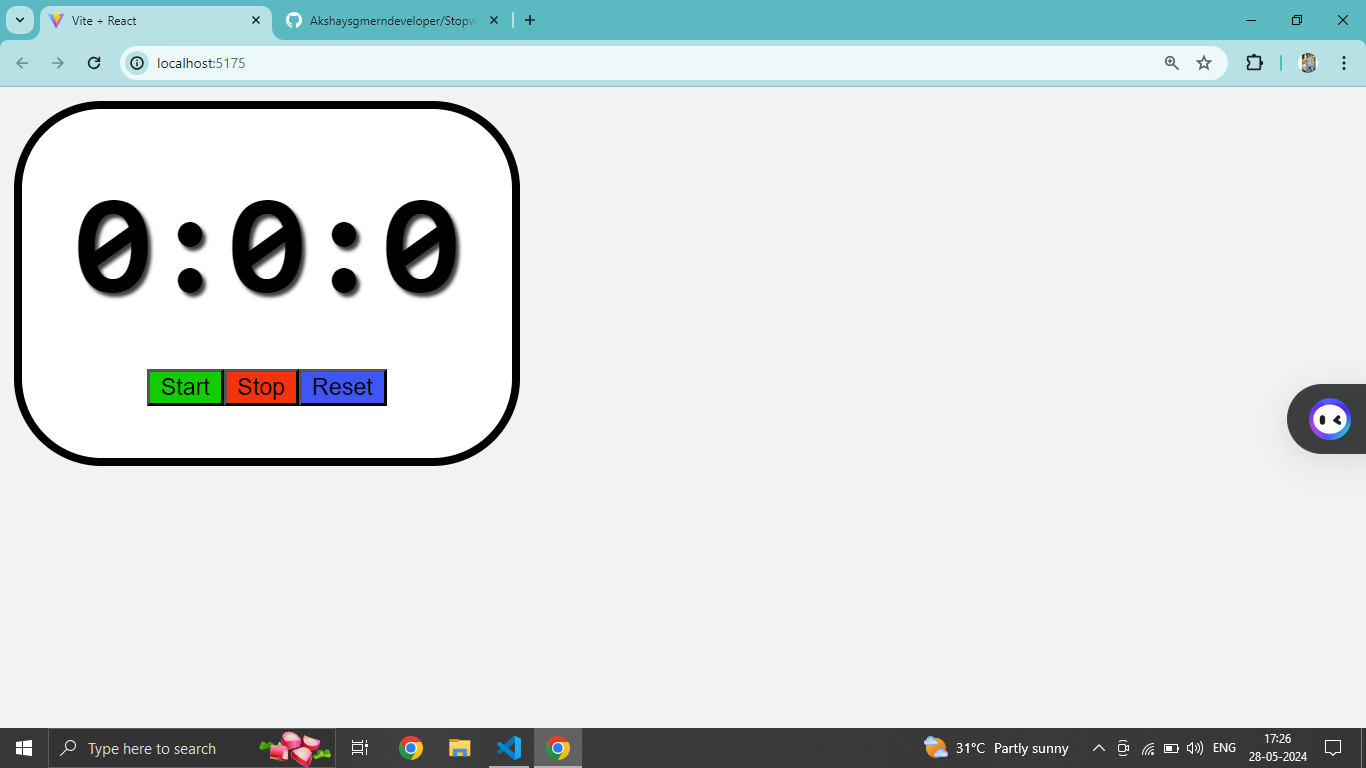 Vite + React
Akshaysgmerndeveloper/Stopw
localhost:5175
0:0:0
Start Stop Reset
Type here to search
31°C Partly sunny
ENG
17:26
28-05-2024